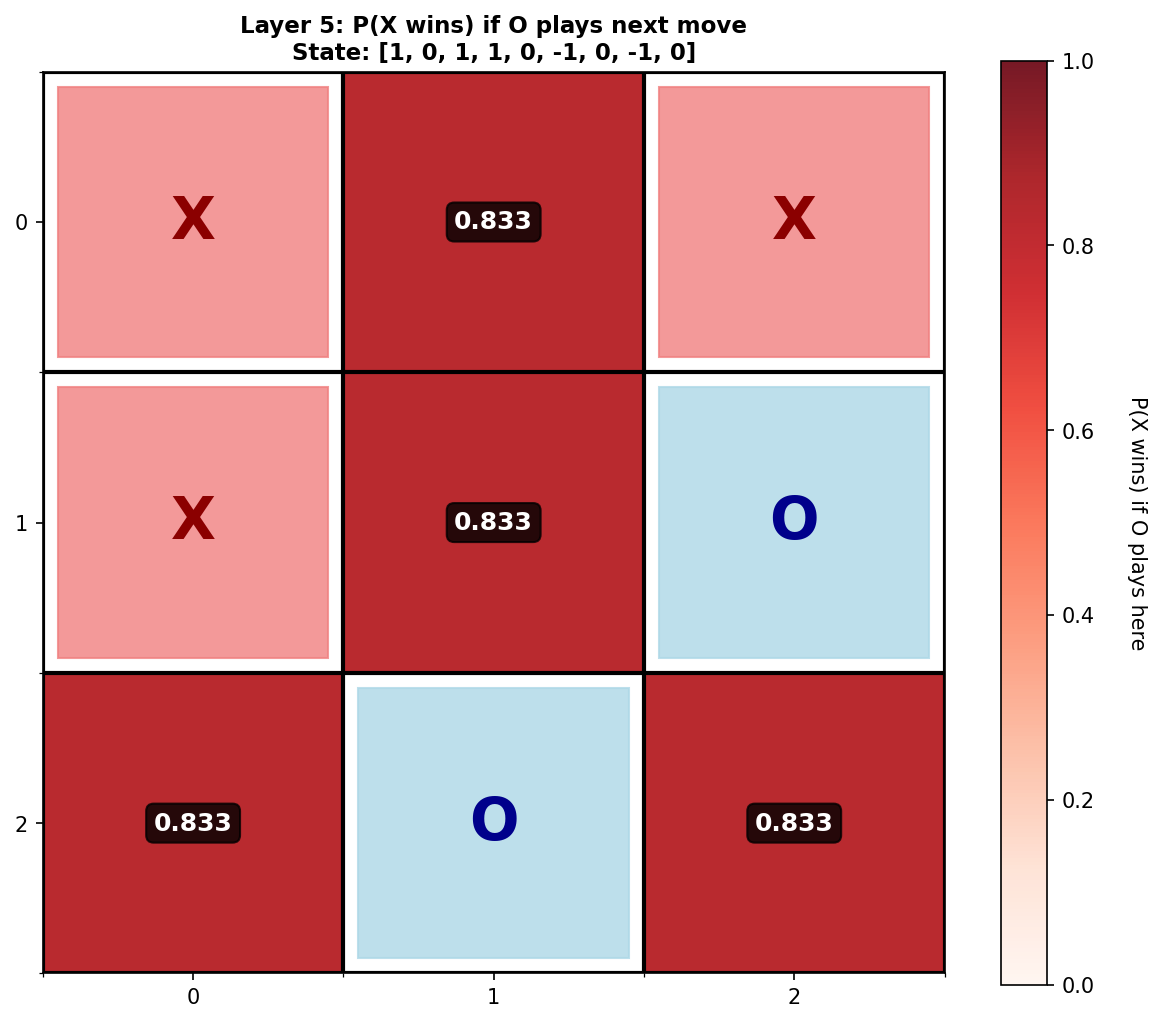 Layer 5: P(X wins) if O plays next move
State: [1, 0, 1, 1, 0, -1, 0, -1, 0]
X
0.833
X
X
0.833
O
0.833
O
0.833
0
1
2
0
1
2
1.0
0.8
0.6
0.4
0.2
0.0
P(X wins) if O plays here